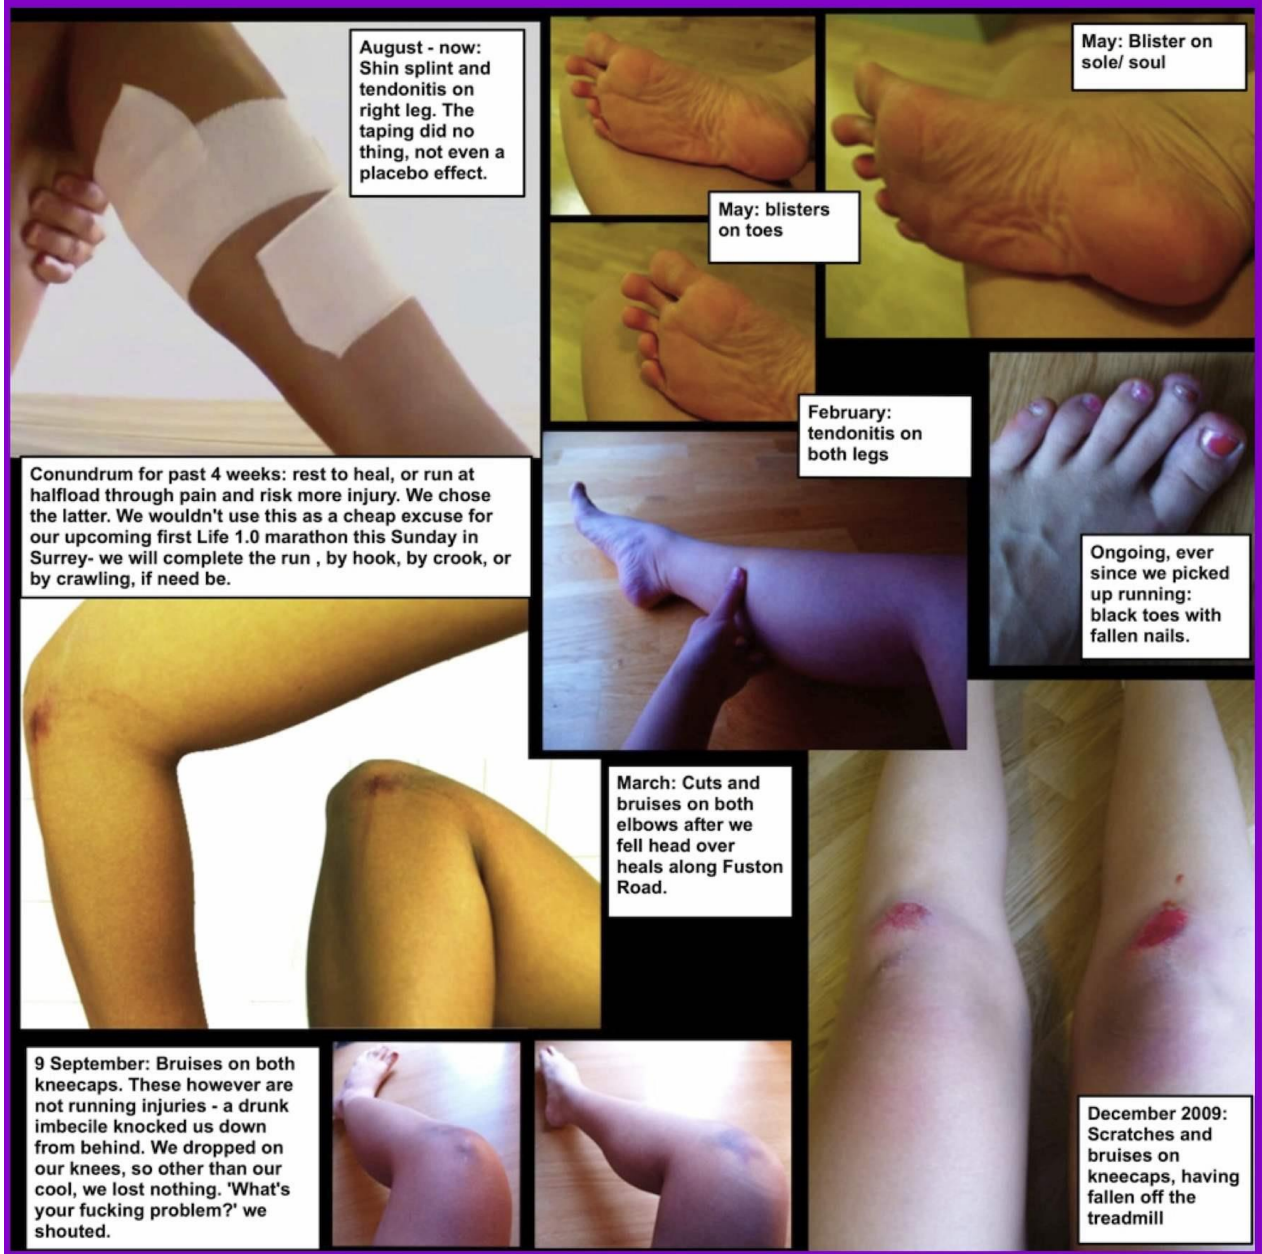 August - now:
Shin splint and
tendonitis on
right leg. The
taping did no
thing, not even a
placebo effect.
May: Blister on
sole/ soul
May: blisters
on toes
February:
tendonitis on
both legs
Conundrum for past 4 weeks: rest to heal, or run at
halfload through pain and risk more injury. We chose
the latter. We wouldn't use this as a cheap excuse for
our upcoming first Life 1.0 marathon this Sunday in
Surrey- we will complete the run , by hook, by crook, or
by crawling, if need be.
Ongoing, ever
since we picked
up running:
black toes with
fallen nails.
March: Cuts and
bruises on both
elbows after we
fell head over
heals along Fuston
Road.
9 September: Bruises on both
kneecaps. These however are
not running injuries - a drunk
imbecile knocked us down
from behind. We dropped on
our knees, so other than our
cool, we lost nothing. 'What's
your fucking problem?' we
shouted.
December 2009:
Scratches and
bruises on
kneecaps, having
fallen off the
treadmill